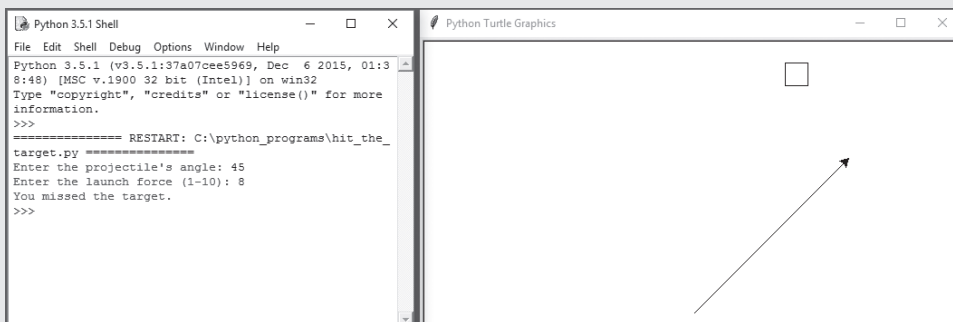 Python 3.5.1 Shell
File Edit Shell Debug Options Window Help
Python 3.5.1 (v3.5.1:37a07cee5969, Dec  6 2015, 01:3
8:48) [MSC v.1900 32 bit (Intel)] on win32
Type "copyright", "credits" or "license()" for more
information.
>>>
=============== RESTART: C:\python_programs\hit_the_
target.py ===============
Enter the projectile's angle: 45
Enter the launch force (1-10): 8
You missed the target.
>>>
Python Turtle Graphics